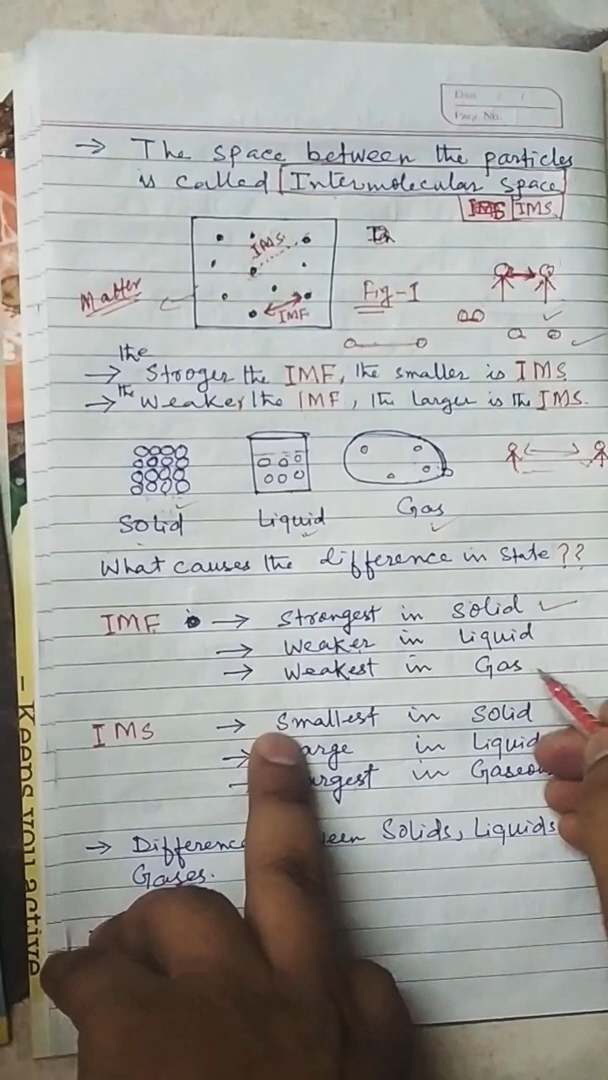 Date / /
Page No.
→ The space between the particles
is called Intermolecular space
IMS IMS
IMS
Matter
IMF
Fig-I
→ the Stroger the IMF, the smaller is IMS
→ the Weaker the IMF, the larger is the IMS.
Solid Liquid Gas
What causes the difference in state??
IMF → Strongest in solid
→ Weaker in Liquid
→ Weakest in Gas
IMS → Smallest in Solid
→ arge in Liquid
argest in Gaseou
→ Differenc een Solids, Liquids
Gases.
– Keeps you active